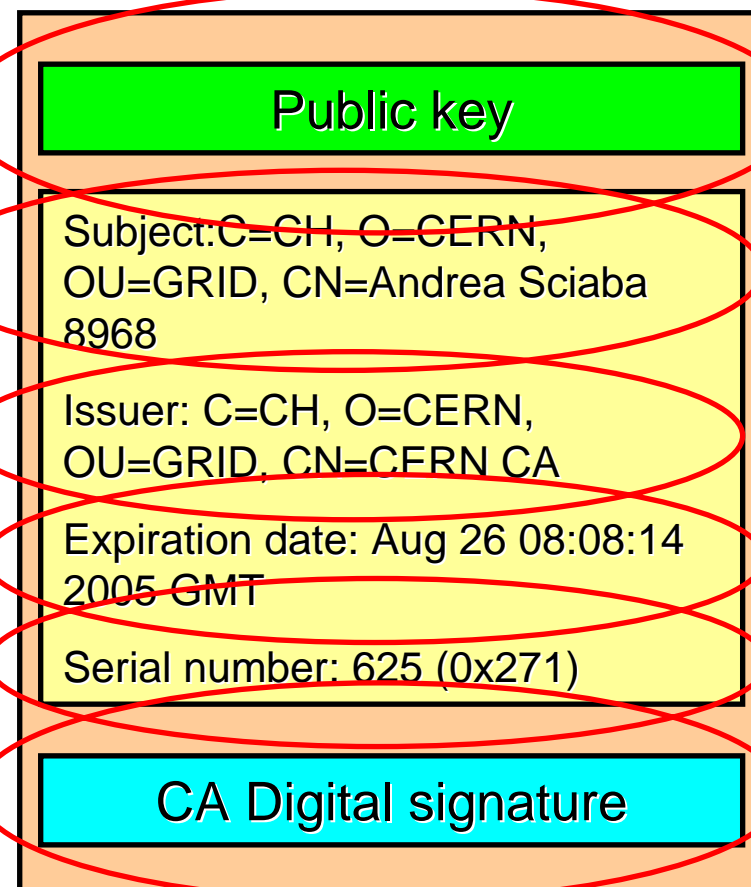 Public key
Subject:C=CH, O=CERN,
OU=GRID, CN=Andrea Sciaba
8968
Issuer: C=CH, O=CERN,
OU=GRID, CN=CERN CA
Expiration date: Aug 26 08:08:14
2005 GMT
Serial number: 625 (0x271)
CA Digital signature